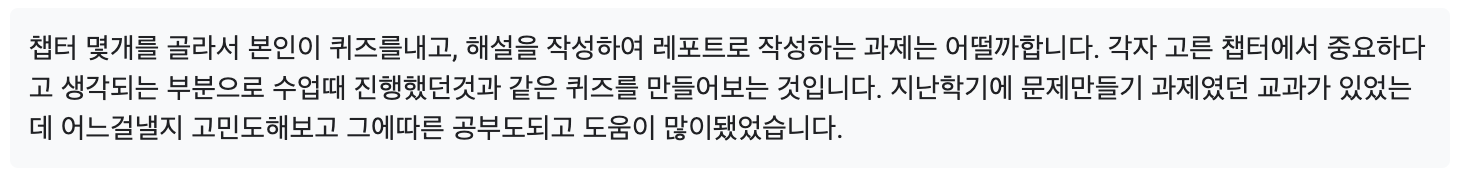 챕터 몇개를 골라서 본인이 퀴즈를내고, 해설을 작성하여 레포트로 작성하는 과제는 어떨까합니다. 각자 고른 챕터에서 중요하다
고 생각되는 부분으로 수업때 진행했던것과 같은 퀴즈를 만들어보는 것입니다. 지난학기에 문제만들기 과제였던 교과가 있었는
데 어느걸낼지 고민도해보고 그에따른 공부도되고 도움이 많이됐었습니다.